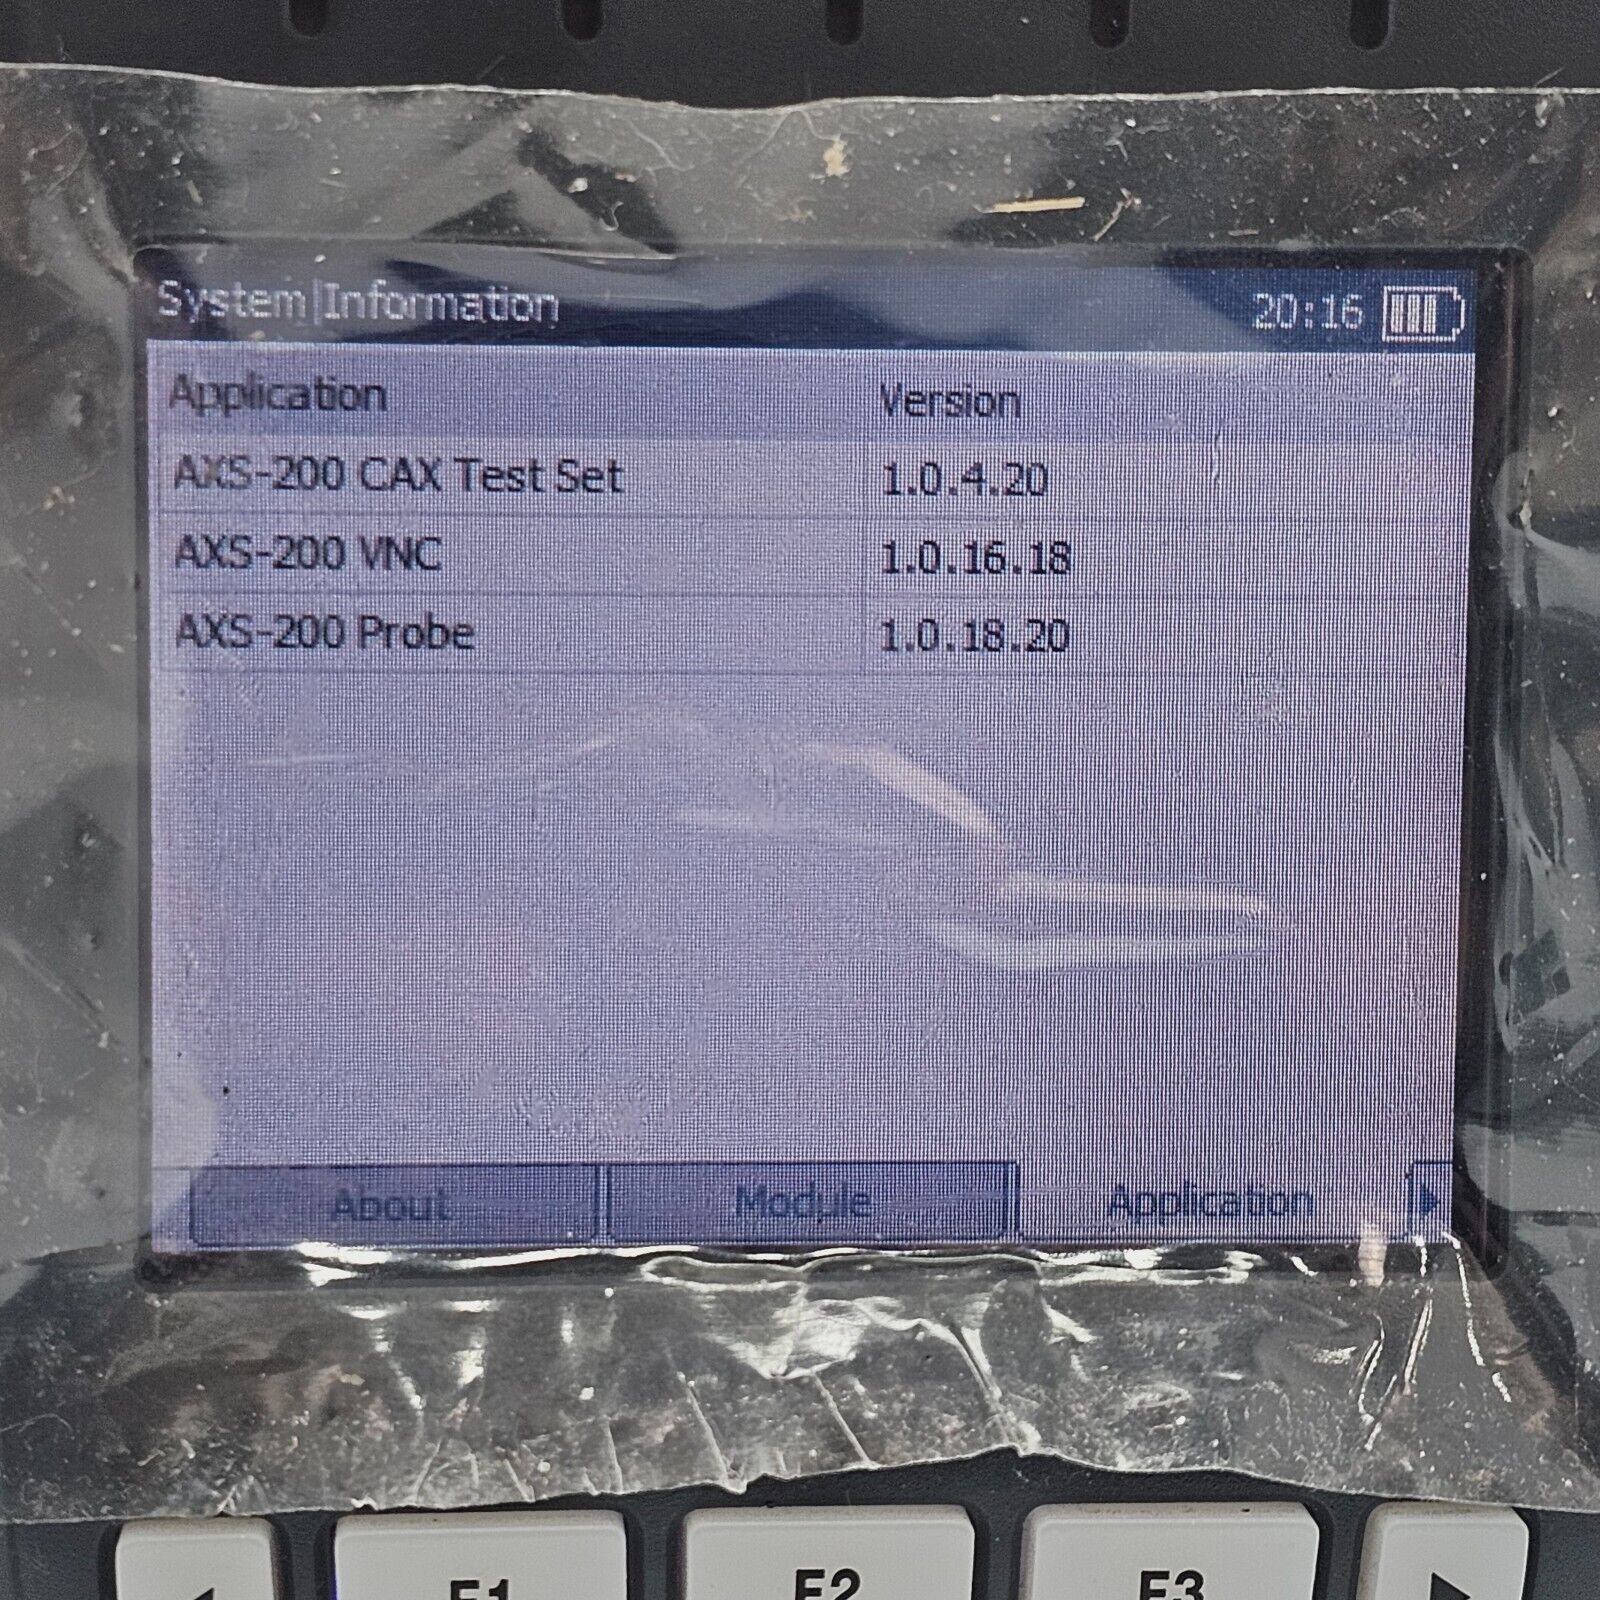 System|Information 20:16
Application Version
AXS-200 CAX Test Set 1.0.4.20
AXS-200 VNC 1.0.16.18
AXS-200 Probe 1.0.18.20
About Module Application
F1 F2 F3